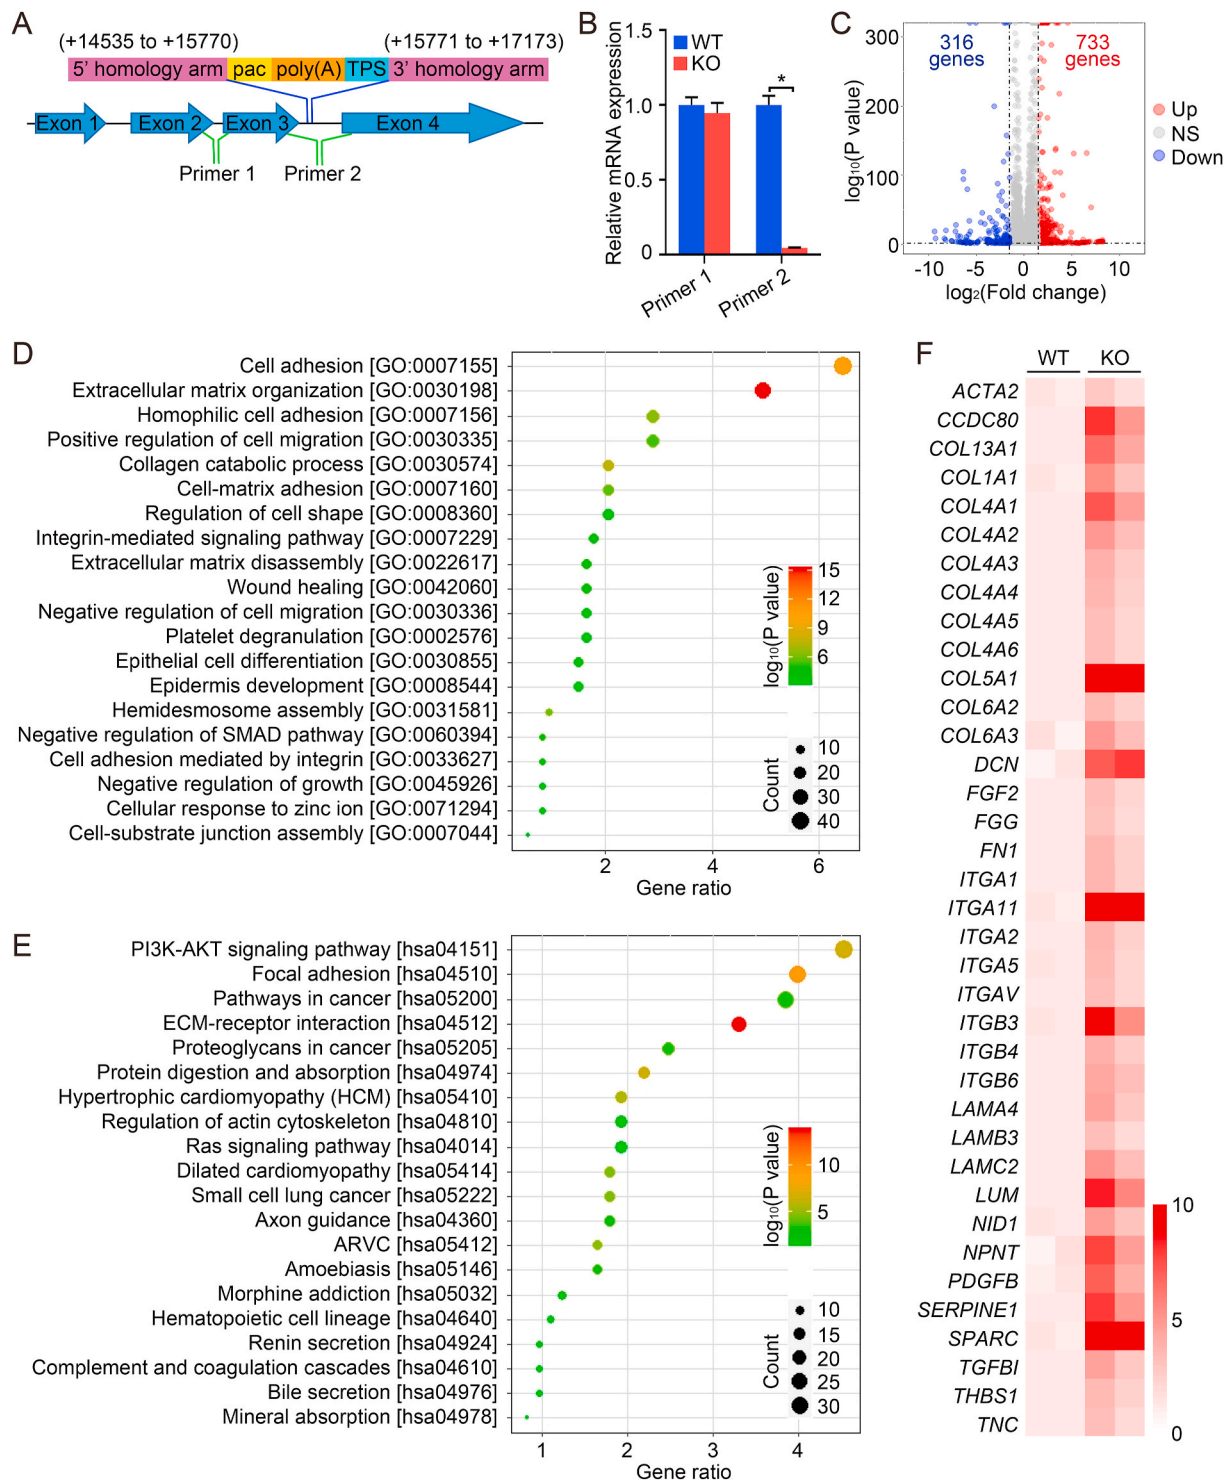 A
(+14535 to +15770)
(+15771 to +17173)
5’ homology arm
pac
poly(A)
TPS
3’ homology arm
Exon 1
Exon 2
Exon 3
Exon 4
Primer 1
Primer 2
B
Relative mRNA expression
1.5
1.0
0.5
0
WT
KO
*
Primer 1
Primer 2
C
log₁₀(P value)
300
200
100
0
316
genes
733
genes
-10
-5
0
5
10
log₂(Fold change)
Up
NS
Down
D
Cell adhesion [GO:0007155]
Extracellular matrix organization [GO:0030198]
Homophilic cell adhesion [GO:0007156]
Positive regulation of cell migration [GO:0030335]
Collagen catabolic process [GO:0030574]
Cell-matrix adhesion [GO:0007160]
Regulation of cell shape [GO:0008360]
Integrin-mediated signaling pathway [GO:0007229]
Extracellular matrix disassembly [GO:0022617]
Wound healing [GO:0042060]
Negative regulation of cell migration [GO:0030336]
Platelet degranulation [GO:0002576]
Epithelial cell differentiation [GO:0030855]
Epidermis development [GO:0008544]
Hemidesmosome assembly [GO:0031581]
Negative regulation of SMAD pathway [GO:0060394]
Cell adhesion mediated by integrin [GO:0033627]
Negative regulation of growth [GO:0045926]
Cellular response to zinc ion [GO:0071294]
Cell-substrate junction assembly [GO:0007044]
log₁₀(P value)
15
12
9
6
Count
10
20
30
40
2
4
6
Gene ratio
E
PI3K-AKT signaling pathway [hsa04151]
Focal adhesion [hsa04510]
Pathways in cancer [hsa05200]
ECM-receptor interaction [hsa04512]
Proteoglycans in cancer [hsa05205]
Protein digestion and absorption [hsa04974]
Hypertrophic cardiomyopathy (HCM) [hsa05410]
Regulation of actin cytoskeleton [hsa04810]
Ras signaling pathway [hsa04014]
Dilated cardiomyopathy [hsa05414]
Small cell lung cancer [hsa05222]
Axon guidance [hsa04360]
ARVC [hsa05412]
Amoebiasis [hsa05146]
Morphine addiction [hsa05032]
Hematopoietic cell lineage [hsa04640]
Renin secretion [hsa04924]
Complement and coagulation cascades [hsa04610]
Bile secretion [hsa04976]
Mineral absorption [hsa04978]
log₁₀(P value)
10
5
Count
10
15
20
25
30
1
2
3
4
Gene ratio
F
WT
KO
ACTA2
CCDC80
COL13A1
COL1A1
COL4A1
COL4A2
COL4A3
COL4A4
COL4A5
COL4A6
COL5A1
COL6A2
COL6A3
DCN
FGF2
FGG
FN1
ITGA1
ITGA11
ITGA2
ITGA5
ITGAV
ITGB3
ITGB4
ITGB6
LAMA4
LAMB3
LAMC2
LUM
NID1
NPNT
PDGFB
SERPINE1
SPARC
TGFBI
THBS1
TNC
10
5
0